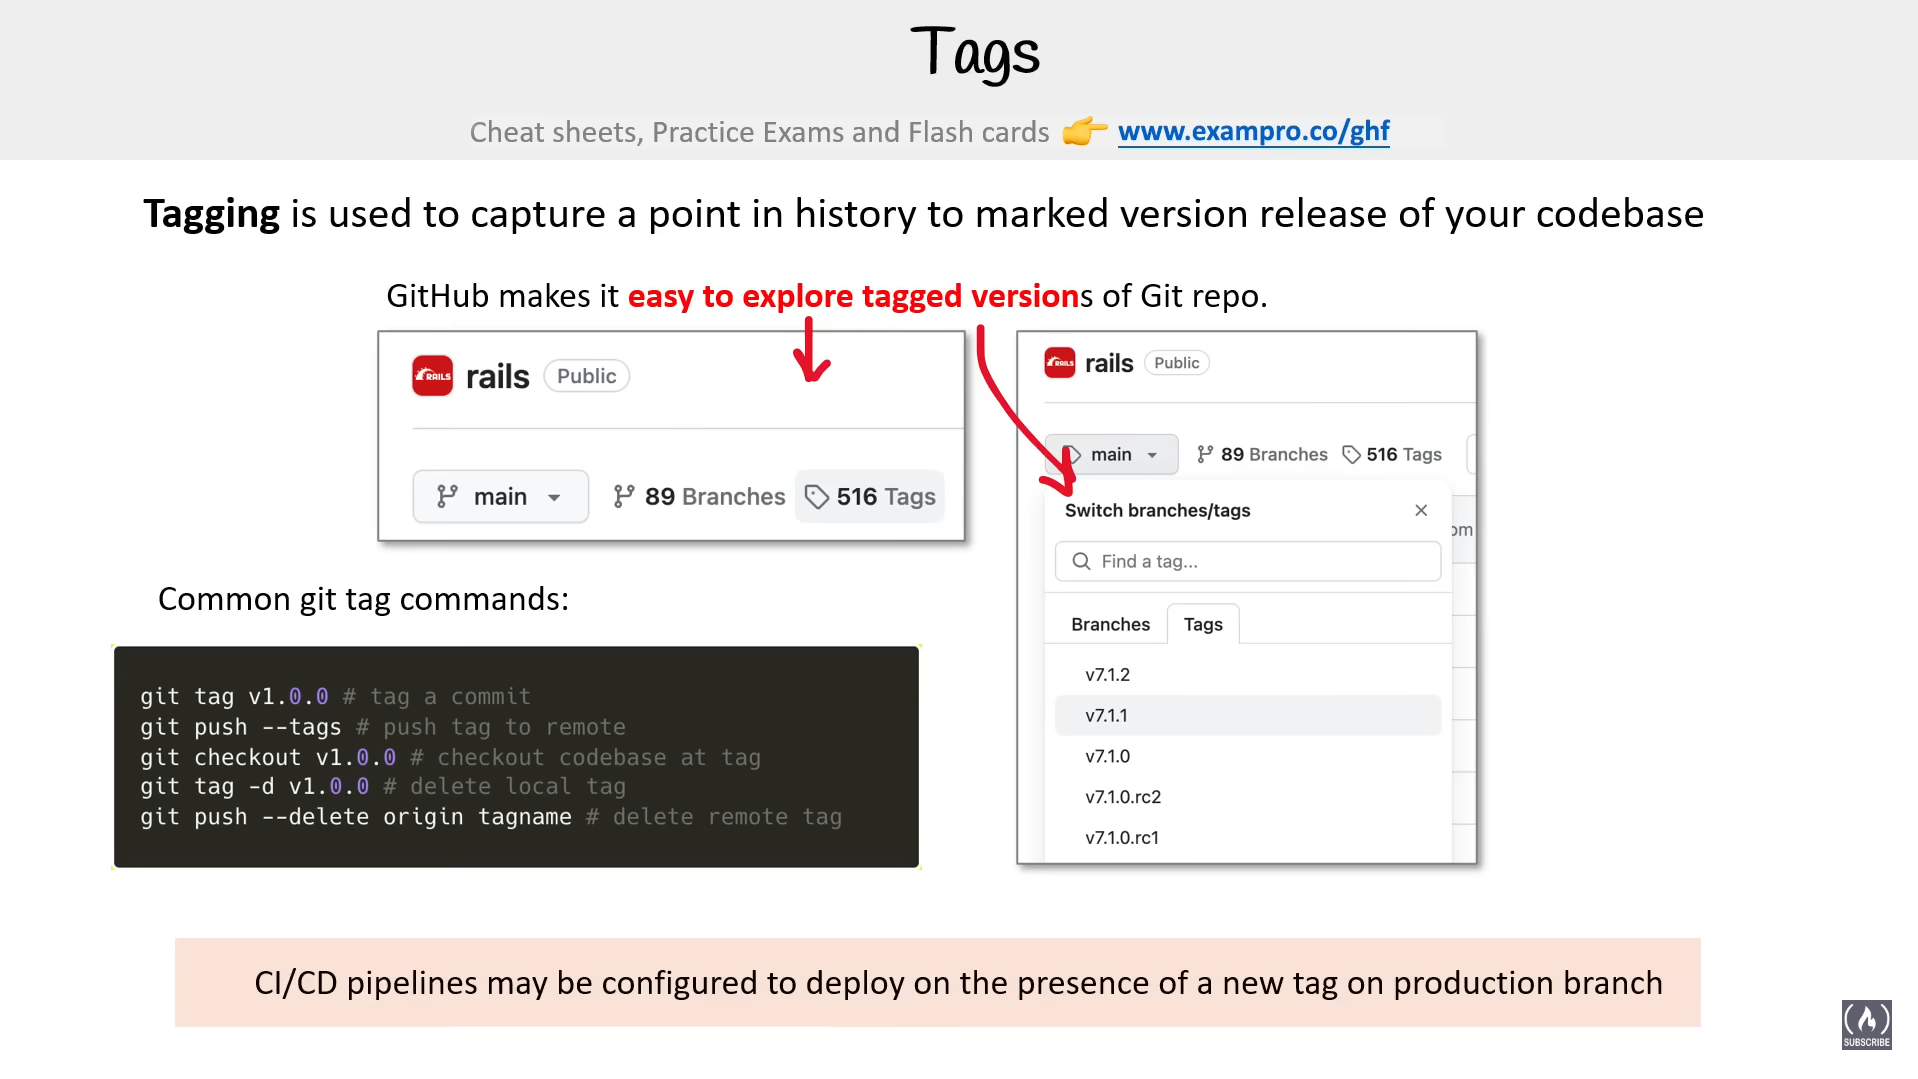 Tags
Cheat sheets, Practice Exams and Flash cards 👉 www.exampro.co/ghf
Tagging is used to capture a point in history to marked version release of your codebase
GitHub makes it easy to explore tagged versions of Git repo.
RAILS rails Public
main 89 Branches 516 Tags
RAILS rails Public
main 89 Branches 516 Tags
Switch branches/tags
om
Find a tag...
Branches Tags
v7.1.2
v7.1.1
v7.1.0
v7.1.0.rc2
v7.1.0.rc1
Common git tag commands:
git tag v1.0.0 # tag a commit
git push --tags # push tag to remote
git checkout v1.0.0 # checkout codebase at tag
git tag -d v1.0.0 # delete local tag
git push --delete origin tagname # delete remote tag
CI/CD pipelines may be configured to deploy on the presence of a new tag on production branch
SUBSCRIBE